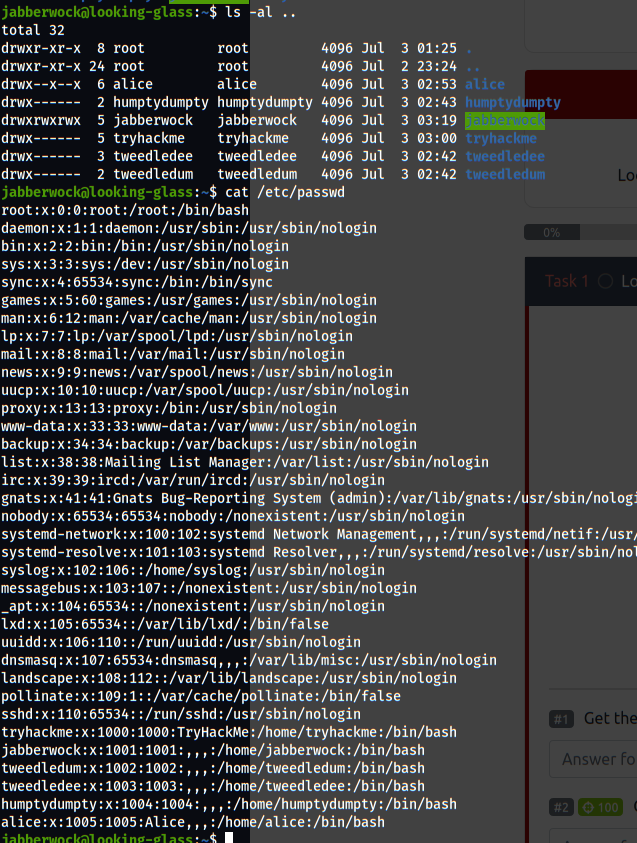 jabberwock@looking-glass:~$ ls -al ..
total 32
drwxr-xr-x  8 root         root         4096 Jul  3 01:25 .
drwxr-xr-x 24 root         root         4096 Jul  2 23:24 ..
drwx--x--x  6 alice        alice        4096 Jul  3 02:53 alice
drwx------  2 humptydumpty humptydumpty 4096 Jul  3 02:43 humptydumpty
drwxrwxrwx  5 jabberwock   jabberwock   4096 Jul  3 03:19 jabberwock
drwx------  5 tryhackme    tryhackme    4096 Jul  3 03:00 tryhackme
drwx------  3 tweedledee   tweedledee   4096 Jul  3 02:42 tweedledee
drwx------  2 tweedledum   tweedledum   4096 Jul  3 02:42 tweedledum
jabberwock@looking-glass:~$ cat /etc/passwd
root:x:0:0:root:/root:/bin/bash
daemon:x:1:1:daemon:/usr/sbin:/usr/sbin/nologin
bin:x:2:2:bin:/bin:/usr/sbin/nologin
sys:x:3:3:sys:/dev:/usr/sbin/nologin
sync:x:4:65534:sync:/bin:/bin/sync
games:x:5:60:games:/usr/games:/usr/sbin/nologin
man:x:6:12:man:/var/cache/man:/usr/sbin/nologin
lp:x:7:7:lp:/var/spool/lpd:/usr/sbin/nologin
mail:x:8:8:mail:/var/mail:/usr/sbin/nologin
news:x:9:9:news:/var/spool/news:/usr/sbin/nologin
uucp:x:10:10:uucp:/var/spool/uucp:/usr/sbin/nologin
proxy:x:13:13:proxy:/bin:/usr/sbin/nologin
www-data:x:33:33:www-data:/var/www:/usr/sbin/nologin
backup:x:34:34:backup:/var/backups:/usr/sbin/nologin
list:x:38:38:Mailing List Manager:/var/list:/usr/sbin/nologin
irc:x:39:39:ircd:/var/run/ircd:/usr/sbin/nologin
gnats:x:41:41:Gnats Bug-Reporting System (admin):/var/lib/gnats:/usr/sbin/nologi
nobody:x:65534:65534:nobody:/nonexistent:/usr/sbin/nologin
systemd-network:x:100:102:systemd Network Management,,,:/run/systemd/netif:/usr/
systemd-resolve:x:101:103:systemd Resolver,,,:/run/systemd/resolve:/usr/sbin/nol
syslog:x:102:106::/home/syslog:/usr/sbin/nologin
messagebus:x:103:107::/nonexistent:/usr/sbin/nologin
_apt:x:104:65534::/nonexistent:/usr/sbin/nologin
lxd:x:105:65534::/var/lib/lxd/:/bin/false
uuidd:x:106:110::/run/uuidd:/usr/sbin/nologin
dnsmasq:x:107:65534:dnsmasq,,,:/var/lib/misc:/usr/sbin/nologin
landscape:x:108:112::/var/lib/landscape:/usr/sbin/nologin
pollinate:x:109:1::/var/cache/pollinate:/bin/false
sshd:x:110:65534::/run/sshd:/usr/sbin/nologin
tryhackme:x:1000:1000:TryHackMe:/home/tryhackme:/bin/bash
jabberwock:x:1001:1001:,,,:/home/jabberwock:/bin/bash
tweedledum:x:1002:1002:,,,:/home/tweedledum:/bin/bash
tweedledee:x:1003:1003:,,,:/home/tweedledee:/bin/bash
humptydumpty:x:1004:1004:,,,:/home/humptydumpty:/bin/bash
alice:x:1005:1005:Alice,,,:/home/alice:/bin/bash
jabberwock@looking-glass:~$
Lo
0%
Task 1 Lo
#1 Get the
Answer fo
#2 100